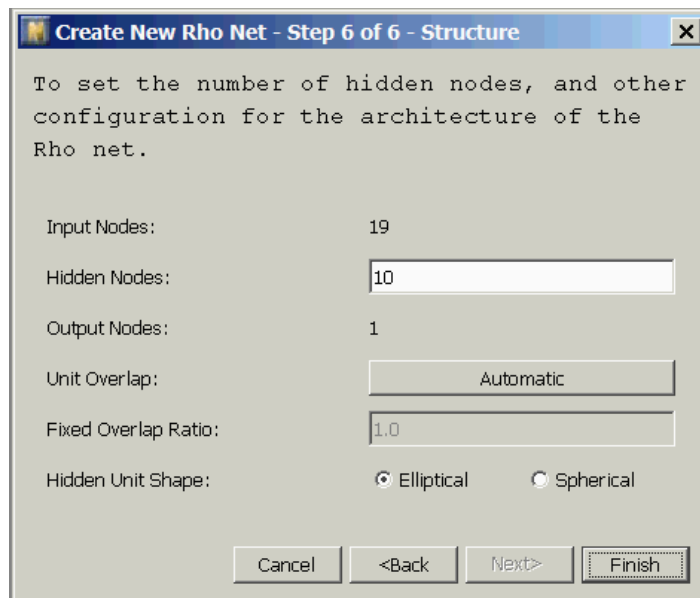 Create New Rho Net - Step 6 of 6 - Structure
To set the number of hidden nodes, and other
configuration for the architecture of the
Rho net.
Input Nodes: 19
Hidden Nodes: 10
Output Nodes: 1
Unit Overlap: Automatic
Fixed Overlap Ratio: 1.0
Hidden Unit Shape: Elliptical Spherical
Cancel <Back Next> Finish